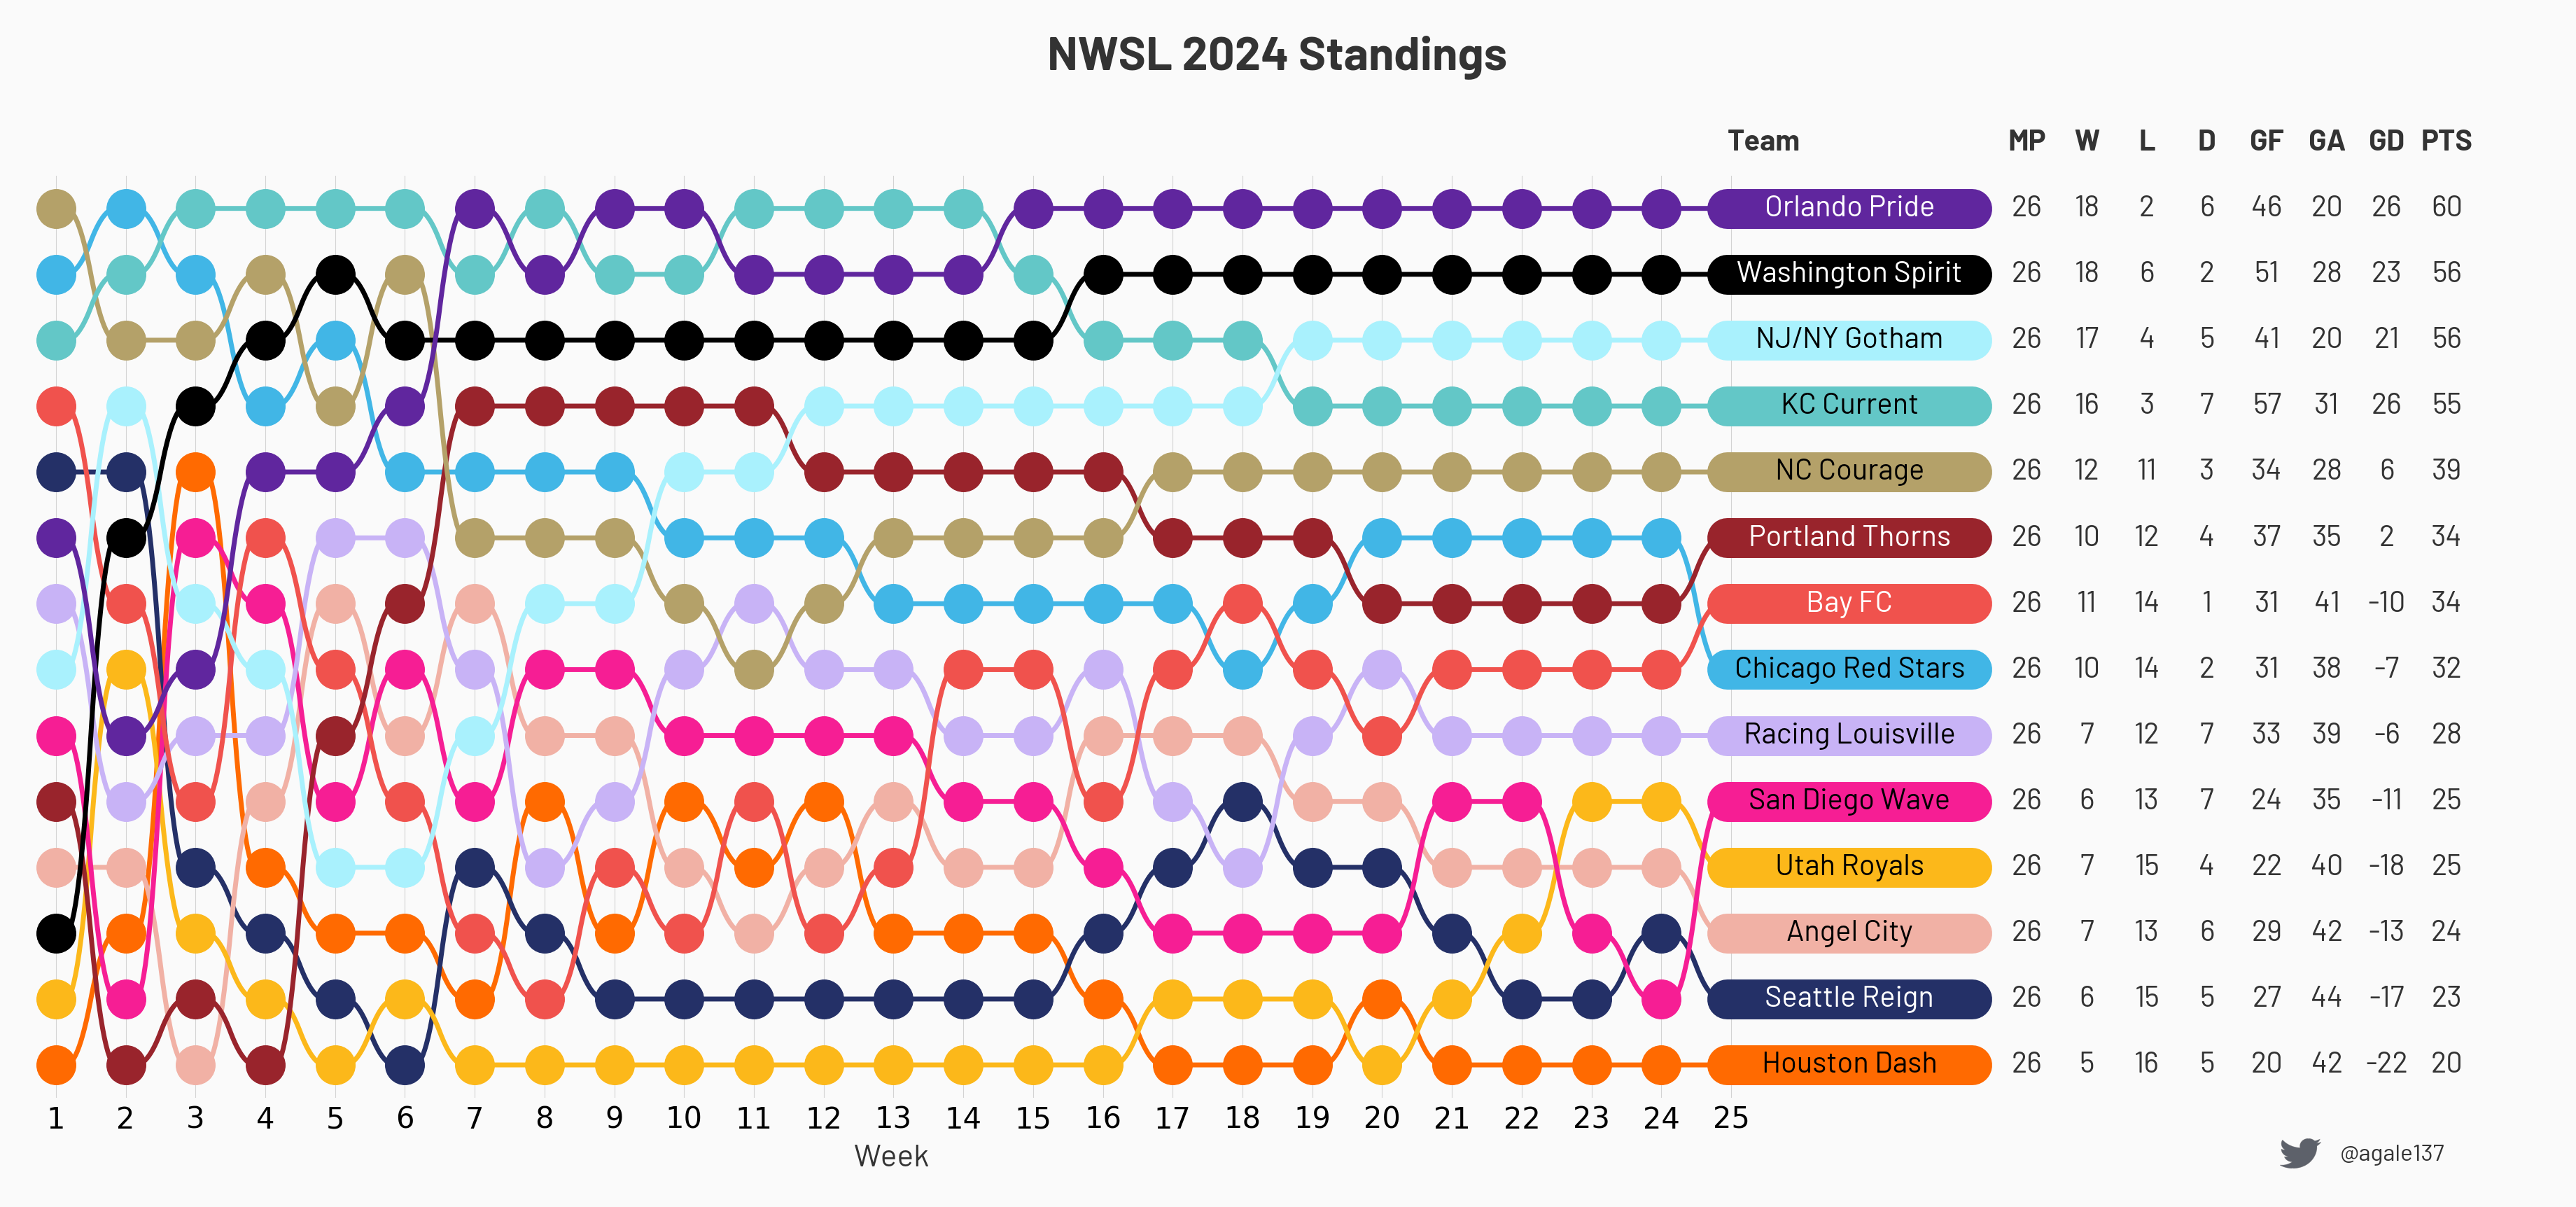 NWSL 2024 Standings
Team MP W L D GF GA GD PTS
Orlando Pride 26 18 2 6 46 20 26 60
Washington Spirit 26 18 6 2 51 28 23 56
NJ/NY Gotham 26 17 4 5 41 20 21 56
KC Current 26 16 3 7 57 31 26 55
NC Courage 26 12 11 3 34 28 6 39
Portland Thorns 26 10 12 4 37 35 2 34
Bay FC 26 11 14 1 31 41 -10 34
Chicago Red Stars 26 10 14 2 31 38 -7 32
Racing Louisville 26 7 12 7 33 39 -6 28
San Diego Wave 26 6 13 7 24 35 -11 25
Utah Royals 26 7 15 4 22 40 -18 25
Angel City 26 7 13 6 29 42 -13 24
Seattle Reign 26 6 15 5 27 44 -17 23
Houston Dash 26 5 16 5 20 42 -22 20
1 2 3 4 5 6 7 8 9 10 11 12 13 14 15 16 17 18 19 20 21 22 23 24 25
Week
@agale137